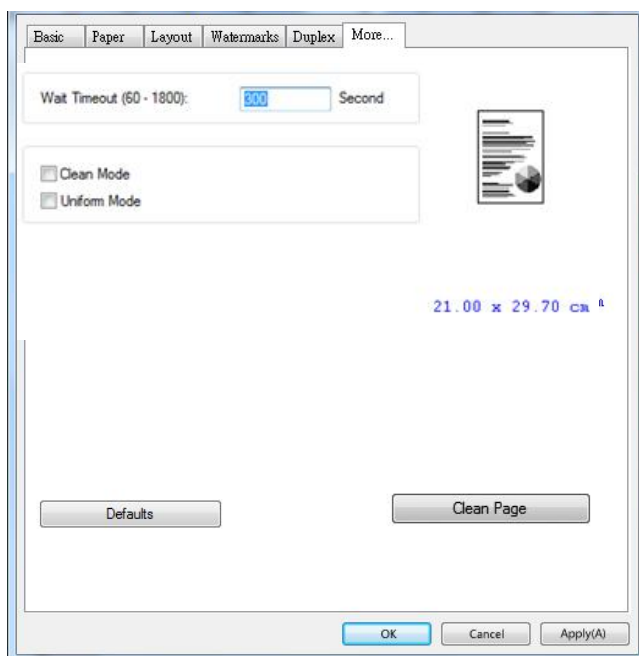 Basic Paper Layout Watermarks Duplex More...
Wait Timeout (60 - 1800): 300 Second
Clean Mode
Uniform Mode
21.00 x 29.70 cm
Defaults Clean Page
OK Cancel Apply(A)